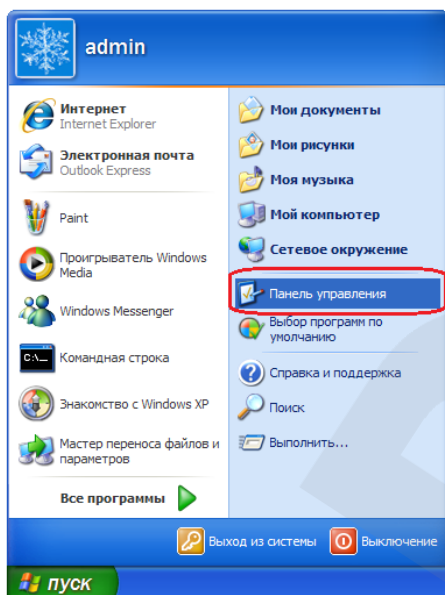 admin
Интернет
Internet Explorer
Электронная почта
Outlook Express
Paint
Проигрыватель Windows
Media
Windows Messenger
C:\_
Командная строка
Знакомство с Windows XP
Мастер переноса файлов и
параметров
Все программы
Мои документы
Мои рисунки
Моя музыка
Мой компьютер
Сетевое окружение
Панель управления
Выбор программ по
умолчанию
Справка и поддержка
Поиск
Выполнить...
Выход из системы
Выключение
пуск